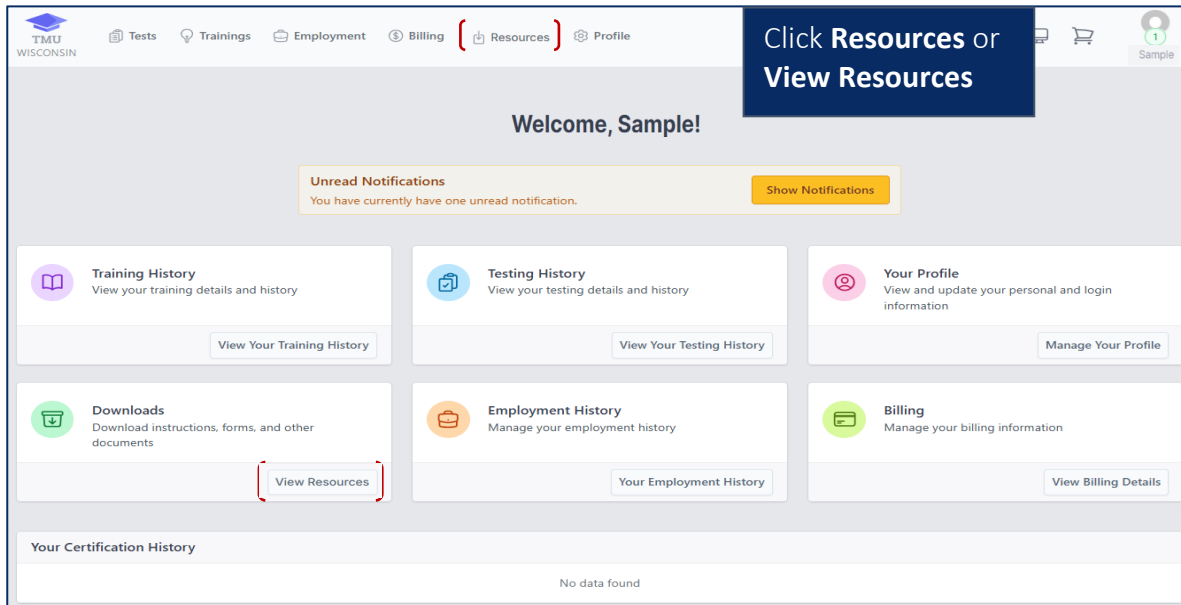 TMU
WISCONSIN
Tests
Trainings
Employment
Billing
Resources
Profile
Click Resources or
View Resources
1
Sample
Welcome, Sample!
Unread Notifications
You have currently have one unread notification.
Show Notifications
Training History
View your training details and history
View Your Training History
Testing History
View your testing details and history
View Your Testing History
Your Profile
View and update your personal and login
information
Manage Your Profile
Downloads
Download instructions, forms, and other
documents
View Resources
Employment History
Manage your employment history
Your Employment History
Billing
Manage your billing information
View Billing Details
Your Certification History
No data found